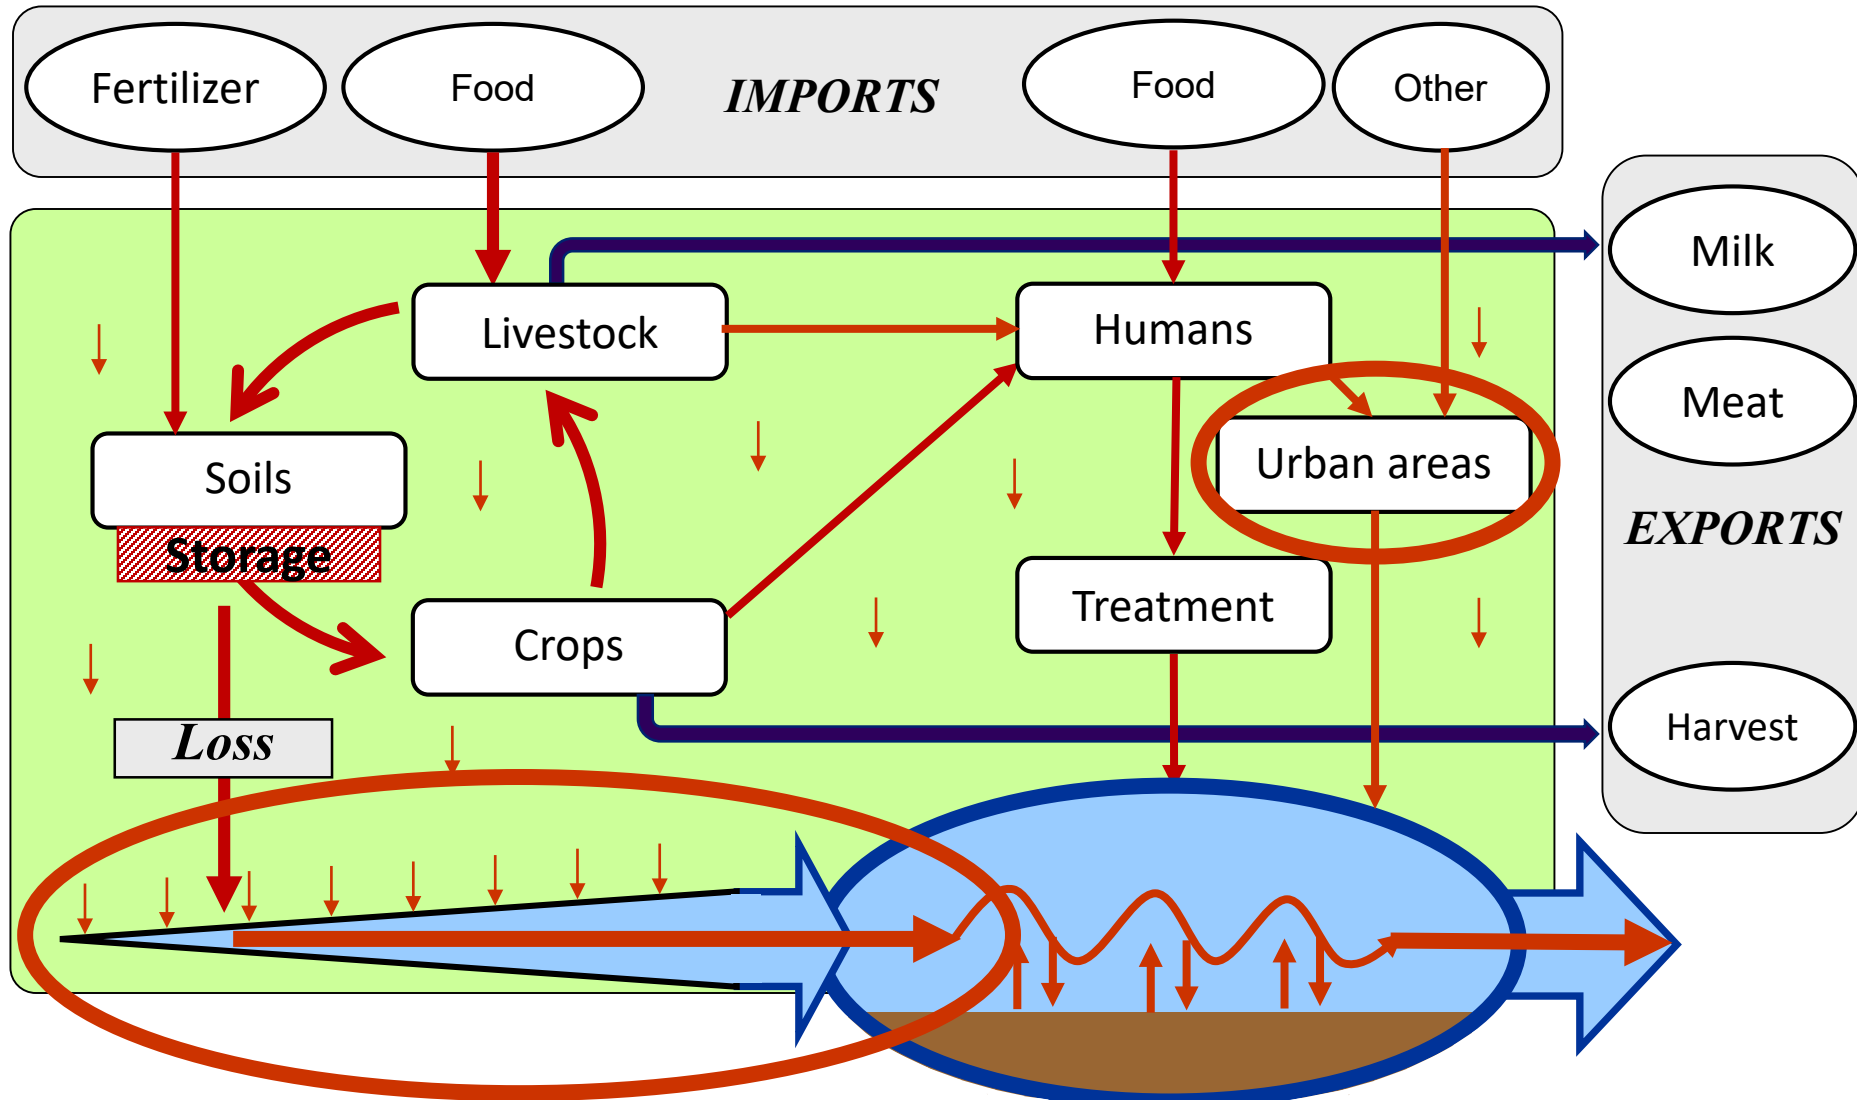 Fertilizer
Food
IMPORTS
Food
Other
Milk
Livestock
Humans
Meat
Soils
Urban areas
Storage
EXPORTS
Treatment
Crops
Loss
Harvest